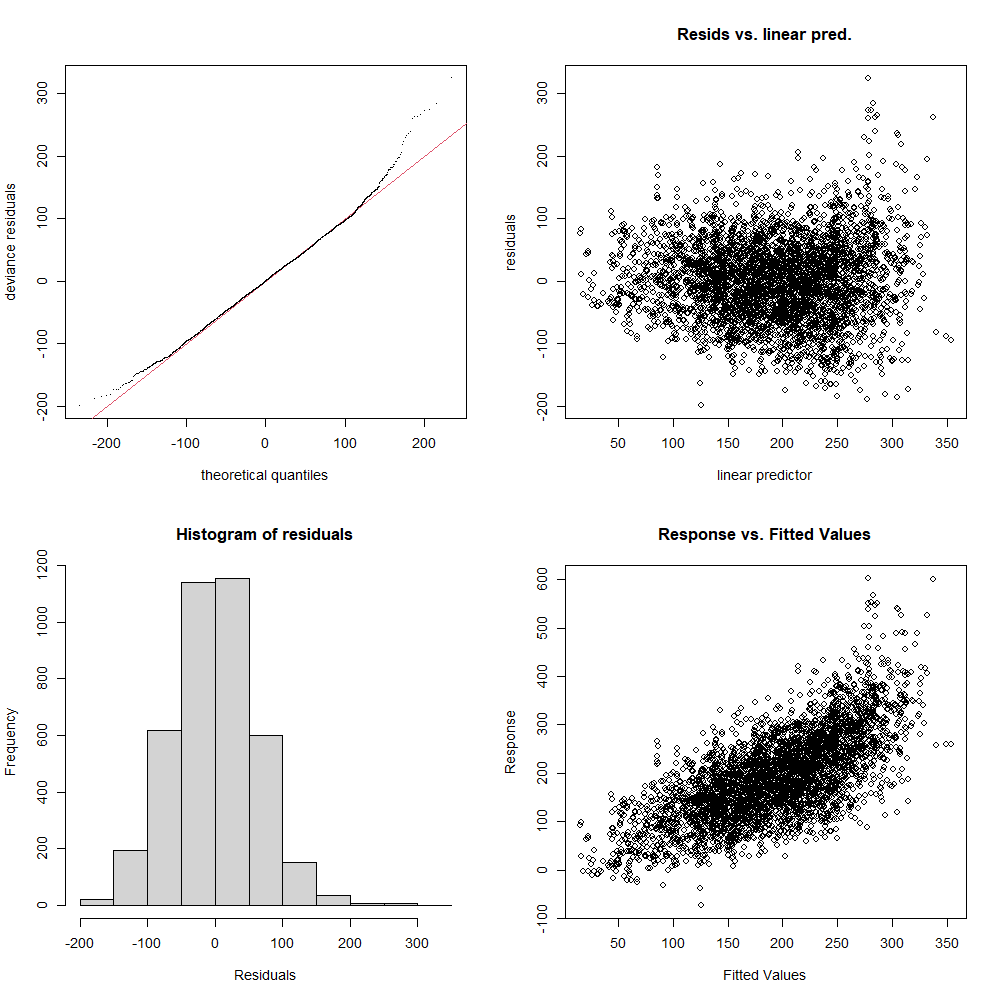 deviance residuals
300
200
100
0
-100
-200
-200 -100 0 100 200
theoretical quantiles
Resids vs. linear pred.
residuals
300
200
100
0
-100
-200
50 100 150 200 250 300 350
linear predictor
Histogram of residuals
Frequency
1200
1000
800
600
400
200
0
-200 -100 0 100 200 300
Residuals
Response vs. Fitted Values
Response
600
500
400
300
200
100
0
-100
50 100 150 200 250 300 350
Fitted Values